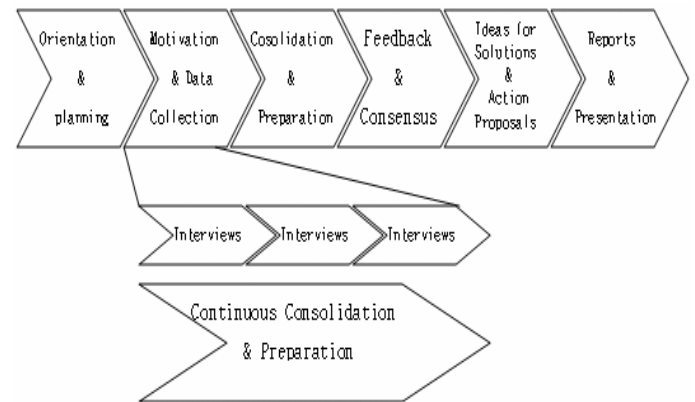 Orientation
&
planning
Motivation
& Data
Collection
Cosolidation
&
Preparation
Feedback
&
Consensus
Ideas for
Solutions
&
Action
Proposals
Reports
&
Presentation
Interviews
Interviews
Interviews
Continuous Consolidation
& Preparation